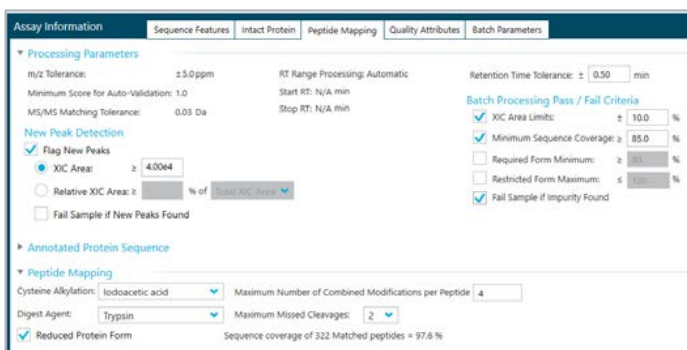 Assay Information Sequence Features Intact Protein Peptide Mapping Quality Attributes Batch Parameters
Processing Parameters
m/z Tolerance: ±5.0 ppm RT Range Processing: Automatic Retention Time Tolerance: ± 0.50 min
Minimum Score for Auto-Validation: 1.0 Start RT: N/A min
MS/MS Matching Tolerance: 0.03 Da Stop RT: N/A min
Batch Processing Pass / Fail Criteria
XIC Area Limits: ± 10.0 %
Minimum Sequence Coverage: ≥ 85.0 %
Required Form Minimum: ≥ %
Restricted Form Maximum: ≤ %
Fail Sample if Impurity Found
New Peak Detection
Flag New Peaks
XIC Area: ≥ 4.00e4
Relative XIC Area: ≥ % of Total XIC Area
Fail Sample if New Peaks Found
Annotated Protein Sequence
Peptide Mapping
Cysteine Alkylation: Iodoacetic acid Maximum Number of Combined Modifications per Peptide 4
Digest Agent: Trypsin Maximum Missed Cleavages: 2
Reduced Protein Form Sequence coverage of 322 Matched peptides = 97.6 %